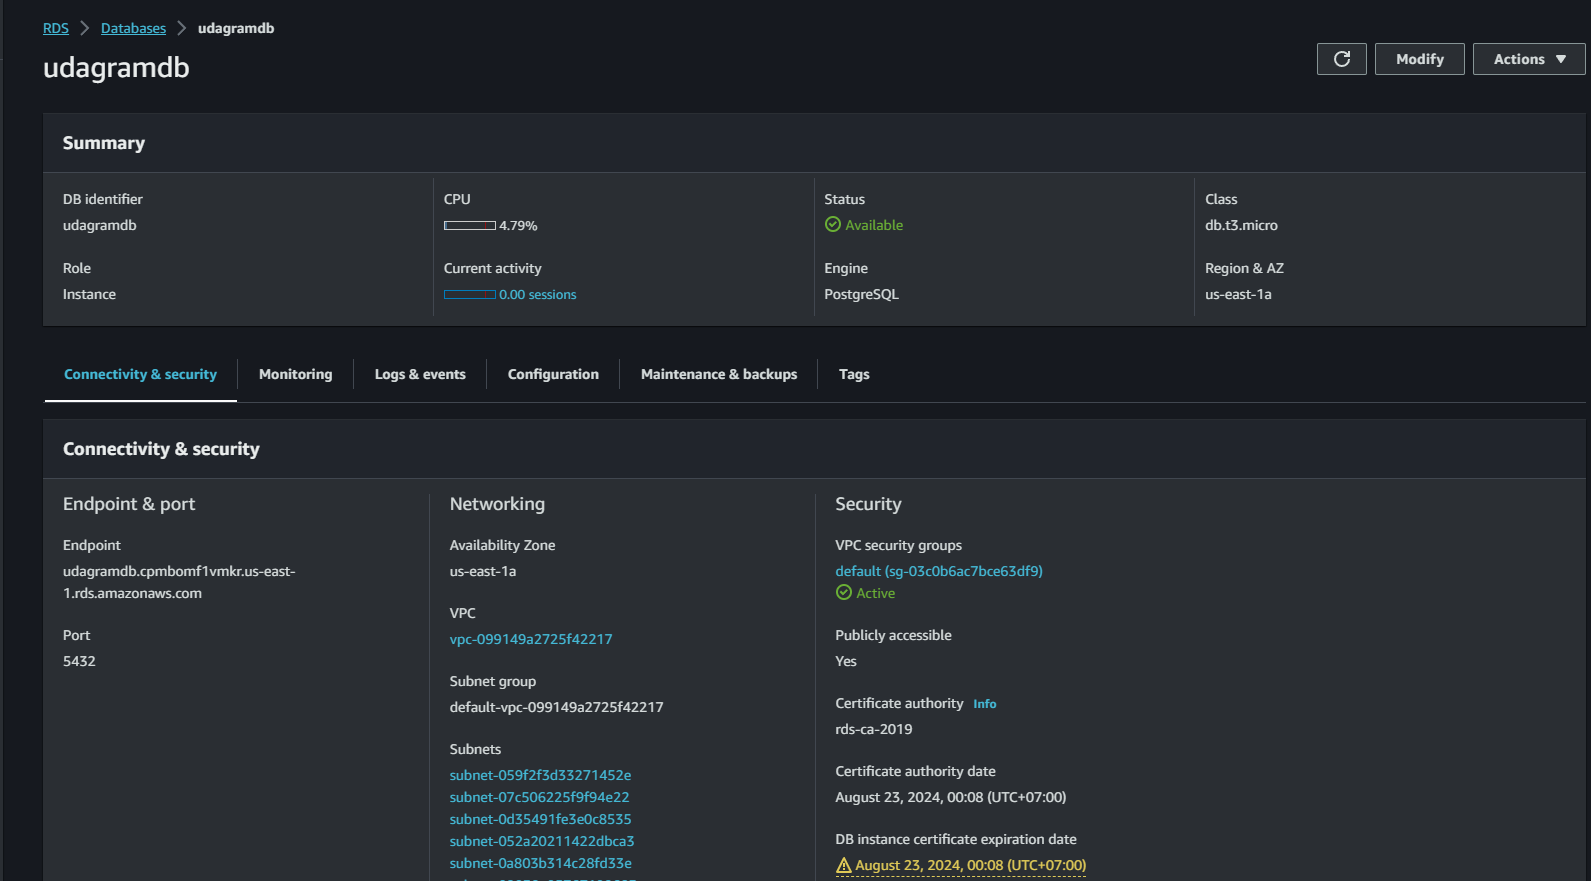 RDS > Databases > udagramdb
udagramdb
Modify
Actions
Summary
DB identifier
udagramdb
CPU
4.79%
Status
Available
Class
db.t3.micro
Role
Instance
Current activity
0.00 sessions
Engine
PostgreSQL
Region & AZ
us-east-1a
Connectivity & security
Monitoring
Logs & events
Configuration
Maintenance & backups
Tags
Connectivity & security
Endpoint & port
Endpoint
udagramdb.cpmbomf1vmkr.us-east-
1.rds.amazonaws.com
Port
5432
Networking
Availability Zone
us-east-1a
VPC
vpc-099149a2725f42217
Subnet group
default-vpc-099149a2725f42217
Subnets
subnet-059f2f3d33271452e
subnet-07c506225f9f94e22
subnet-0d35491fe3e0c8535
subnet-052a20211422dbca3
subnet-0a803b314c28fd33e
Security
VPC security groups
default (sg-03c0b6ac7bce63df9)
Active
Publicly accessible
Yes
Certificate authority Info
rds-ca-2019
Certificate authority date
August 23, 2024, 00:08 (UTC+07:00)
DB instance certificate expiration date
August 23, 2024, 00:08 (UTC+07:00)